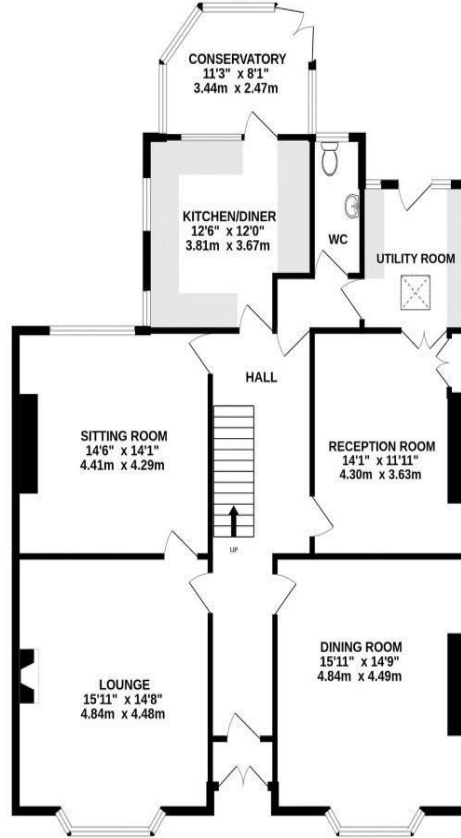 CONSERVATORY
11'3" x 8'1"
3.44m x 2.47m
KITCHEN/DINER
12'6" x 12'0"
3.81m x 3.67m
WC
UTILITY ROOM
HALL
SITTING ROOM
14'6" x 14'1"
4.41m x 4.29m
RECEPTION ROOM
14'1" x 11'11"
4.30m x 3.63m
UP
LOUNGE
15'11" x 14'8"
4.84m x 4.48m
DINING ROOM
15'11" x 14'9"
4.84m x 4.49m